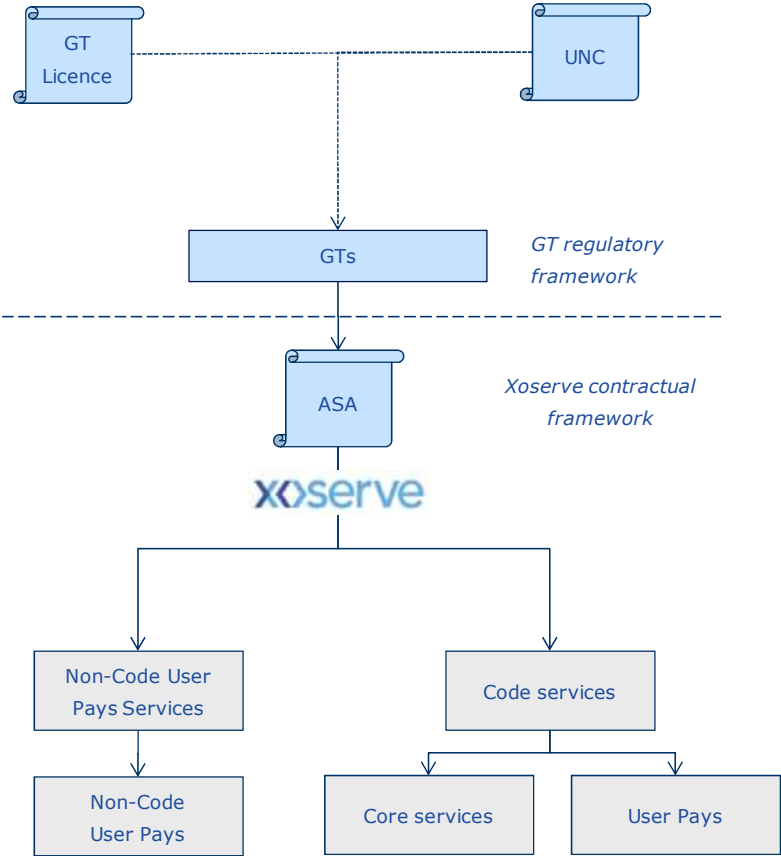 GT
Licence
UNC
GTs
GT regulatory
framework
ASA
Xoserve contractual
framework
xoserve
Non-Code User
Pays Services
Code services
Non-Code
User Pays
Core services
User Pays